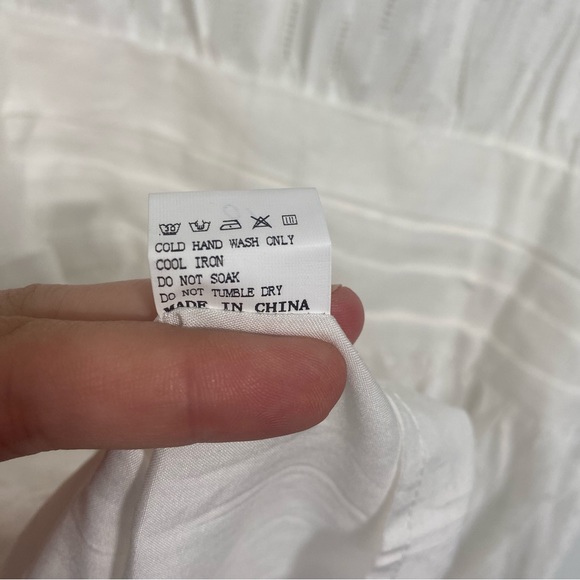 COLD HAND WASH ONLY
COOL IRON
DO NOT SOAK
DO NOT TUMBLE DRY
MADE IN CHINA